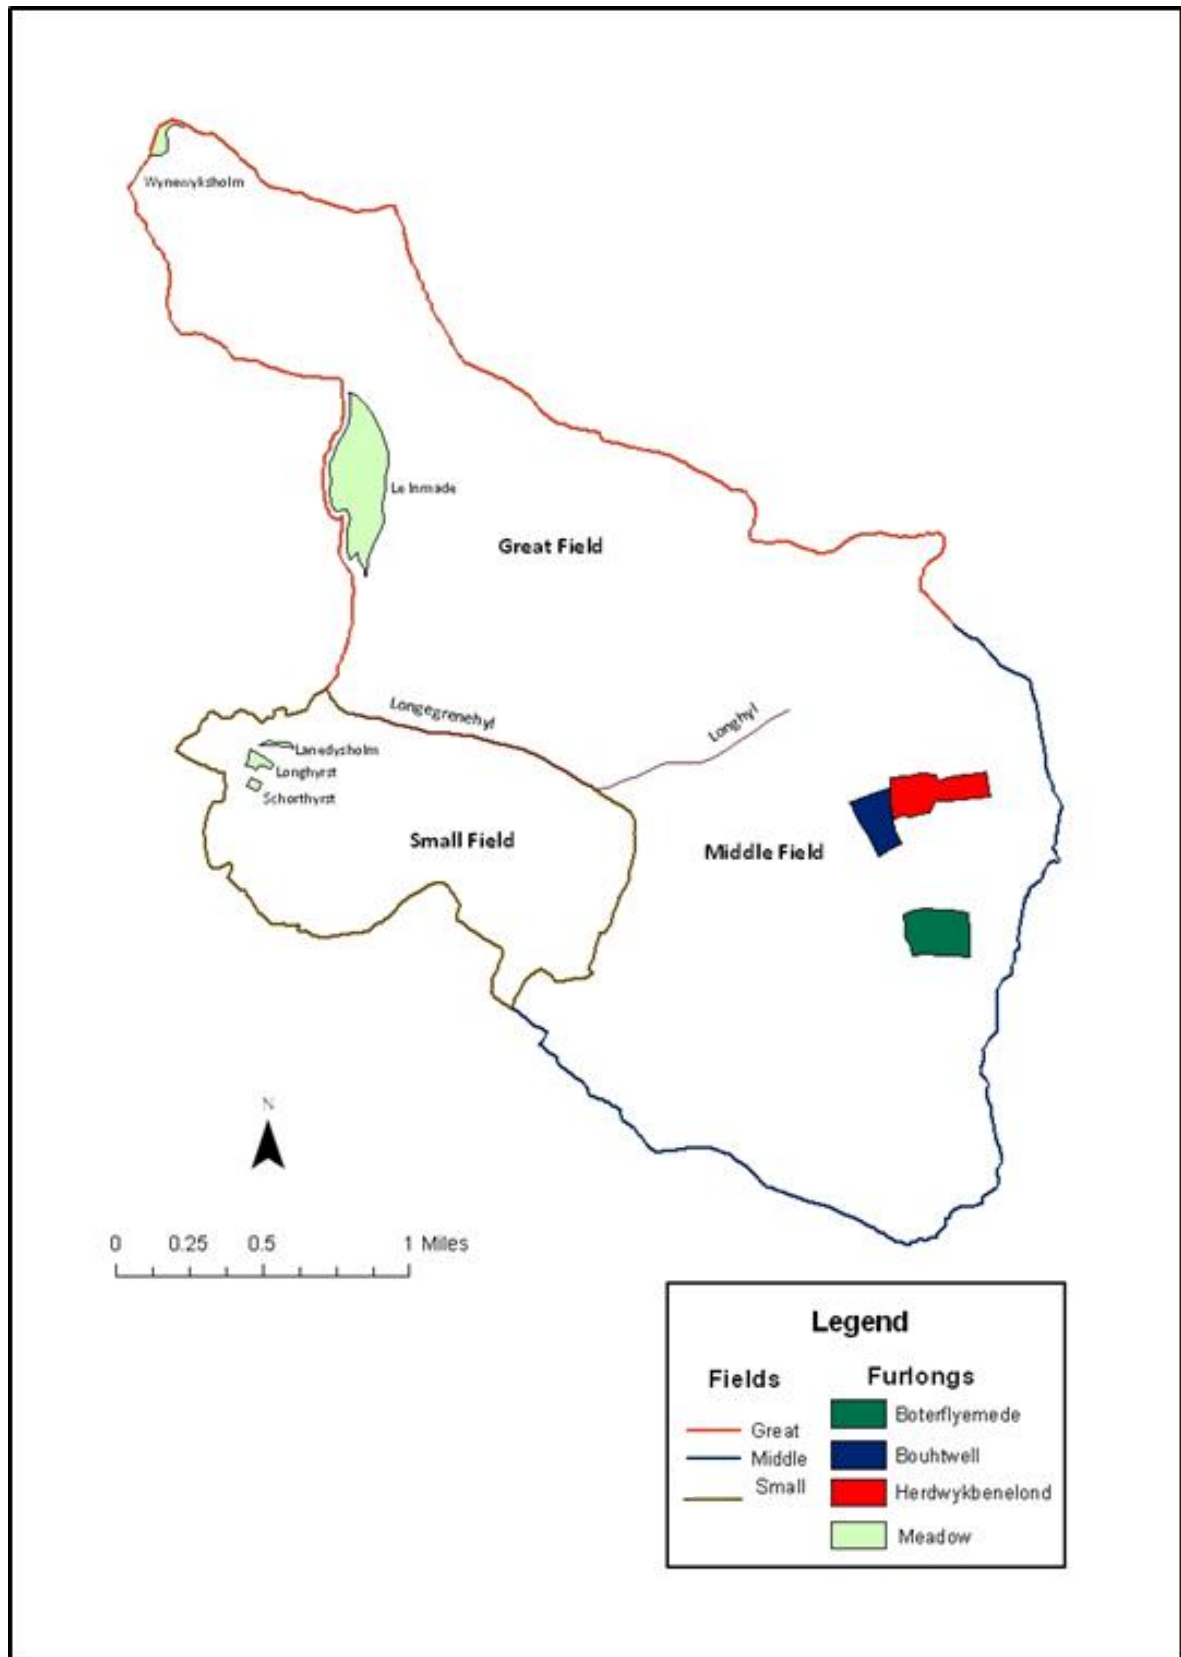 Wynewyksholm
Le Inmade
Great Field
Longegrenehyl
Longhyl
Lanedysholm
Longhyrst
Schorthyrst
Small Field
Middle Field
N
0 0.25 0.5 1 Miles
Legend
Fields
Great
Middle
Small
Furlongs
Boterflyemede
Bouhtwell
Herdwykbenelond
Meadow